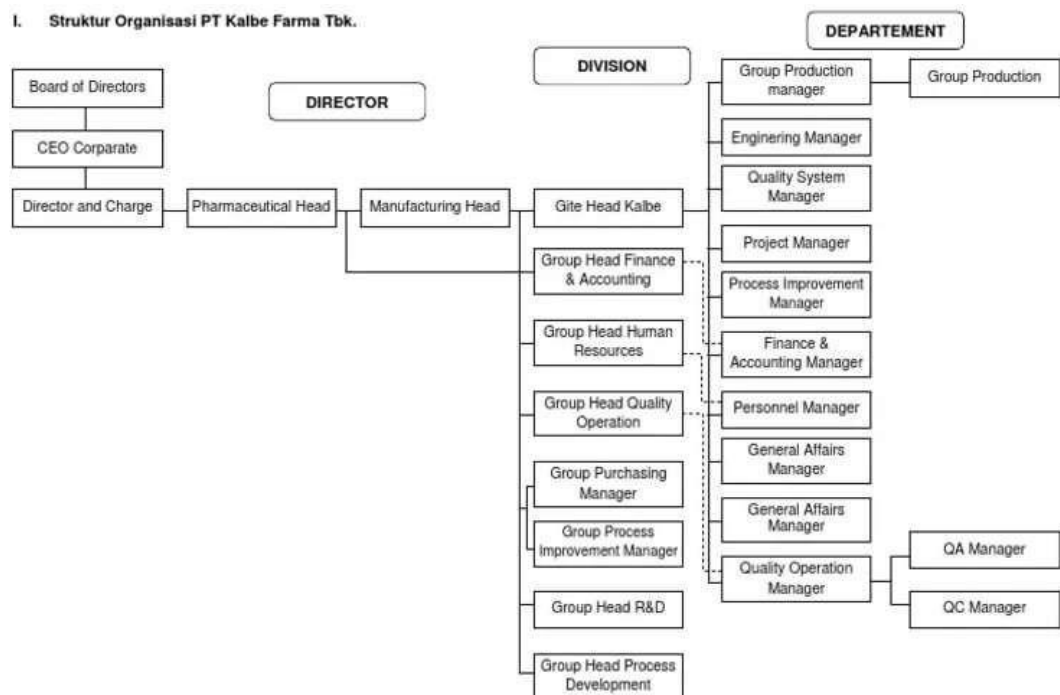 I. Struktur Organisasi PT Kalbe Farma Tbk.
DIRECTOR
DIVISION
DEPARTEMENT
Board of Directors
CEO Corparate
Director and Charge
Pharmaceutical Head
Manufacturing Head
Gite Head Kalbe
Group Head Finance
& Accounting
Group Head Human
Resources
Group Head Quality
Operation
Group Purchasing
Manager
Group Process
Improvement Manager
Group Head R&D
Group Head Process
Development
Group Production
manager
Group Production
Enginering Manager
Quality System
Manager
Project Manager
Process Improvement
Manager
Finance &
Accounting Manager
Personnel Manager
General Affairs
Manager
General Affairs
Manager
Quality Operation
Manager
QA Manager
QC Manager